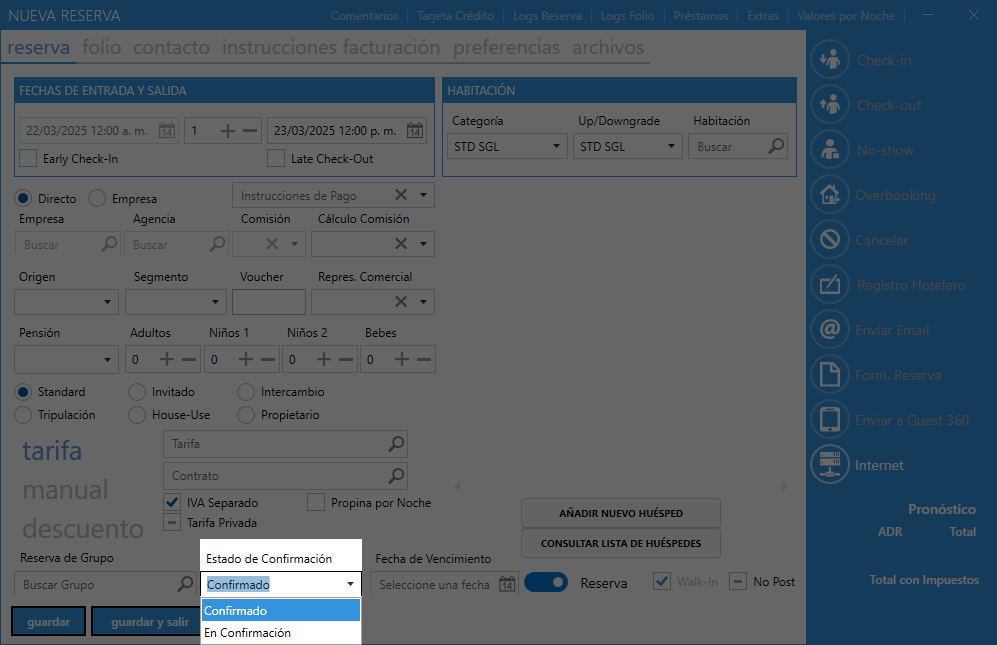 NUEVA RESERVA
Comentarios Tarjeta Crédito Logs Reserva Logs Folio Préstamos Extras Valores por Noche
reserva folio contacto instrucciones facturación preferencias archivos
FECHAS DE ENTRADA Y SALIDA
22/03/2025 12:00 a. m. 14 1 23/03/2025 12:00 p. m. 14
Early Check-In Late Check-Out
HABITACIÓN
Categoría Up/Downgrade Habitación
STD SGL STD SGL Buscar
Directo Empresa Instrucciones de Pago
Empresa Agencia Comisión Cálculo Comisión
Buscar Buscar
Origen Segmento Voucher Repres. Comercial
Pensión Adultos Niños 1 Niños 2 Bebes
0 0 0 0
Standard Invitado Intercambio
Tripulación House-Use Propietario
tarifa
manual
descuento
Tarifa
Contrato
IVA Separado Propina por Noche
Tarifa Privada
AÑADIR NUEVO HUÉSPED
CONSULTAR LISTA DE HUÉSPEDES
Reserva de Grupo Estado de Confirmación Fecha de Vencimiento
Buscar Grupo Confirmado Seleccione una fecha 14 Reserva Walk-In No Post
Confirmado
En Confirmación
guardar guardar y salir
Check-in
Check-out
No-show
Overbooking
Cancelar
Registro Hotelero
Enviar Email
Form. Reserva
Enviar a Guest 360
Internet
Pronóstico
ADR Total
Total con Impuestos